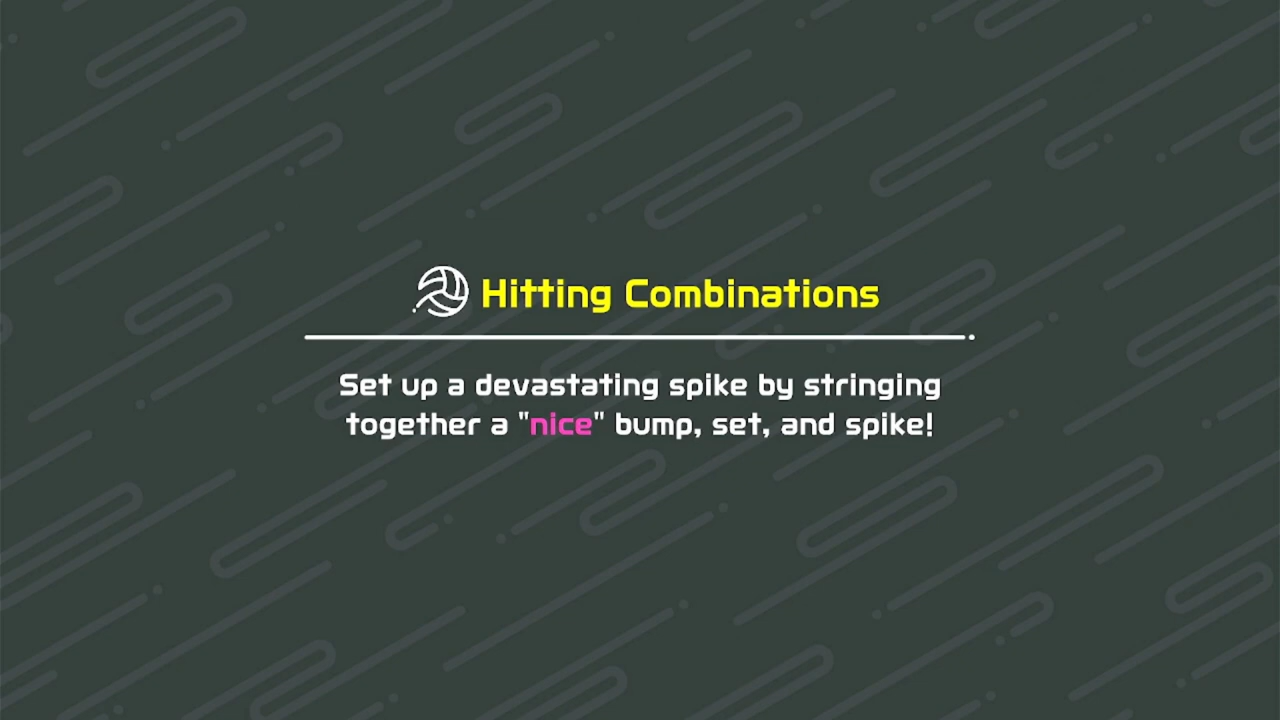 Hitting Combinations
Set up a devastating spike by stringing
together a "nice" bump, set, and spike!